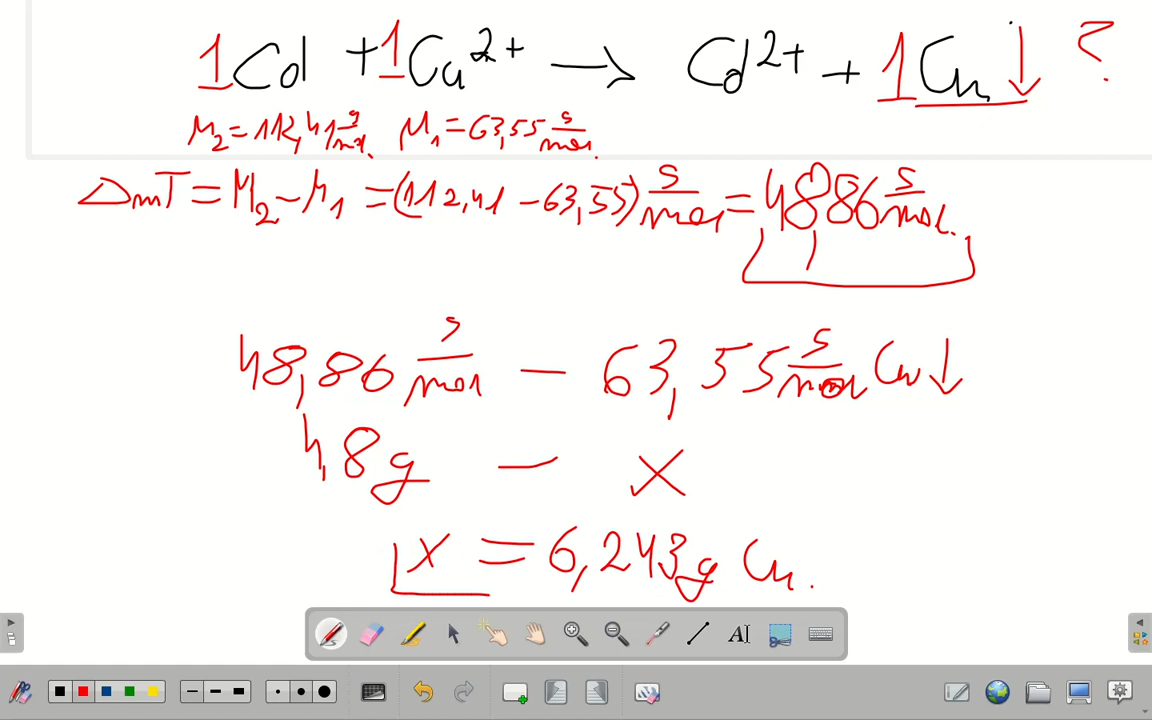 1Cd + 1Cu²⁺ → Cd²⁺ + 1Cu↓ ?
M₂=112,41 g/mol. M₁=63,55 g/mol.
ΔmT = M₂-M₁ = (112,41 - 63,55) g/mol = 48,86 g/mol.
48,86 g/mol - 63,55 g/mol Cu↓
4,8g - X
X = 6,243g Cu.
AI